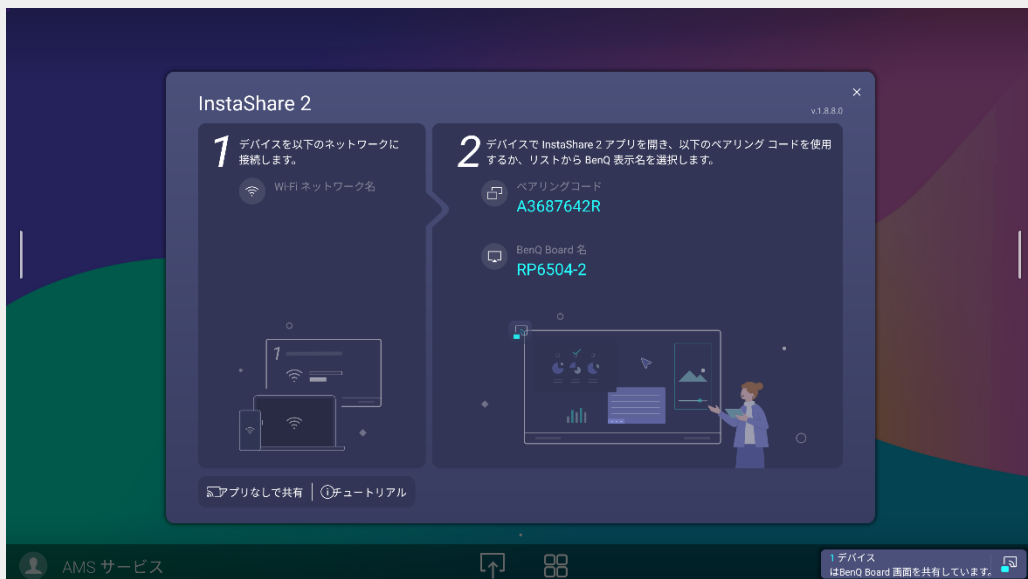 InstaShare 2
v.1.8.8.0
1
デバイスを以下のネットワークに
接続します。
Wi-Fi ネットワーク名
2
デバイスで InstaShare 2 アプリを開き、以下のペアリング コードを使用
するか、リストから BenQ 表示名を選択します。
ペアリングコード
A3687642R
BenQ Board 名
RP6504-2
1
アプリなしで共有
チュートリアル
AMS サービス
1 デバイス
はBenQ Board 画面を共有しています。